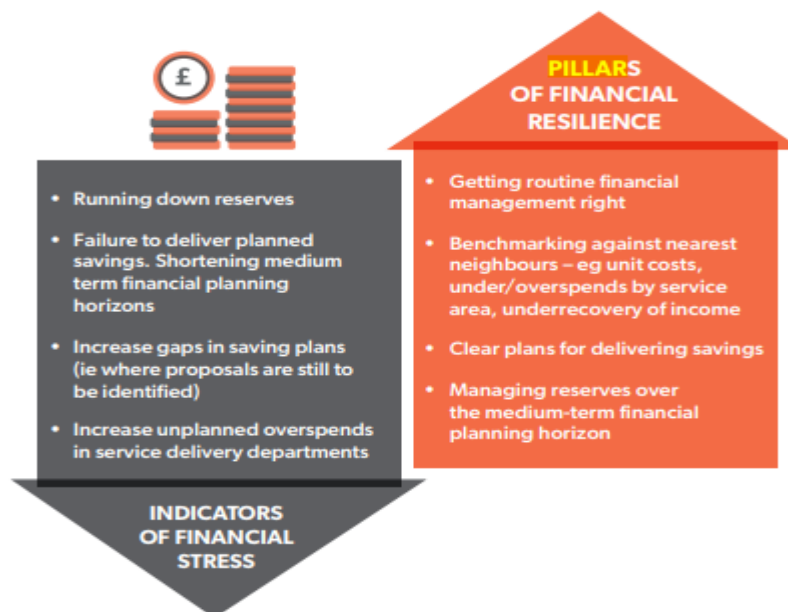 £
• Running down reserves
• Failure to deliver planned
savings. Shortening medium
term financial planning
horizons
• Increase gaps in saving plans
(ie where proposals are still to
be identified)
• Increase unplanned overspends
in service delivery departments
INDICATORS
OF FINANCIAL
STRESS
PILLARS
OF FINANCIAL
RESILIENCE
• Getting routine financial
management right
• Benchmarking against nearest
neighbours – eg unit costs,
under/overspends by service
area, underrecovery of income
• Clear plans for delivering savings
• Managing reserves over
the medium-term financial
planning horizon